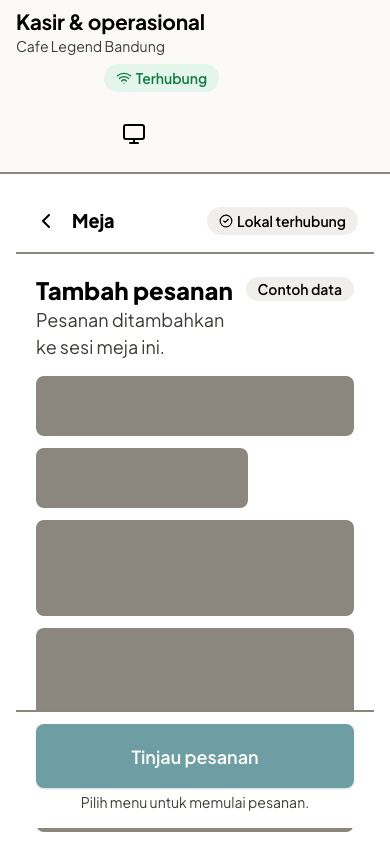 Kasir & operasional
Cafe Legend Bandung
Terhubung
Meja
Lokal terhubung
Tambah pesanan
Contoh data
Pesanan ditambahkan
ke sesi meja ini.
Tinjau pesanan
Pilih menu untuk memulai pesanan.